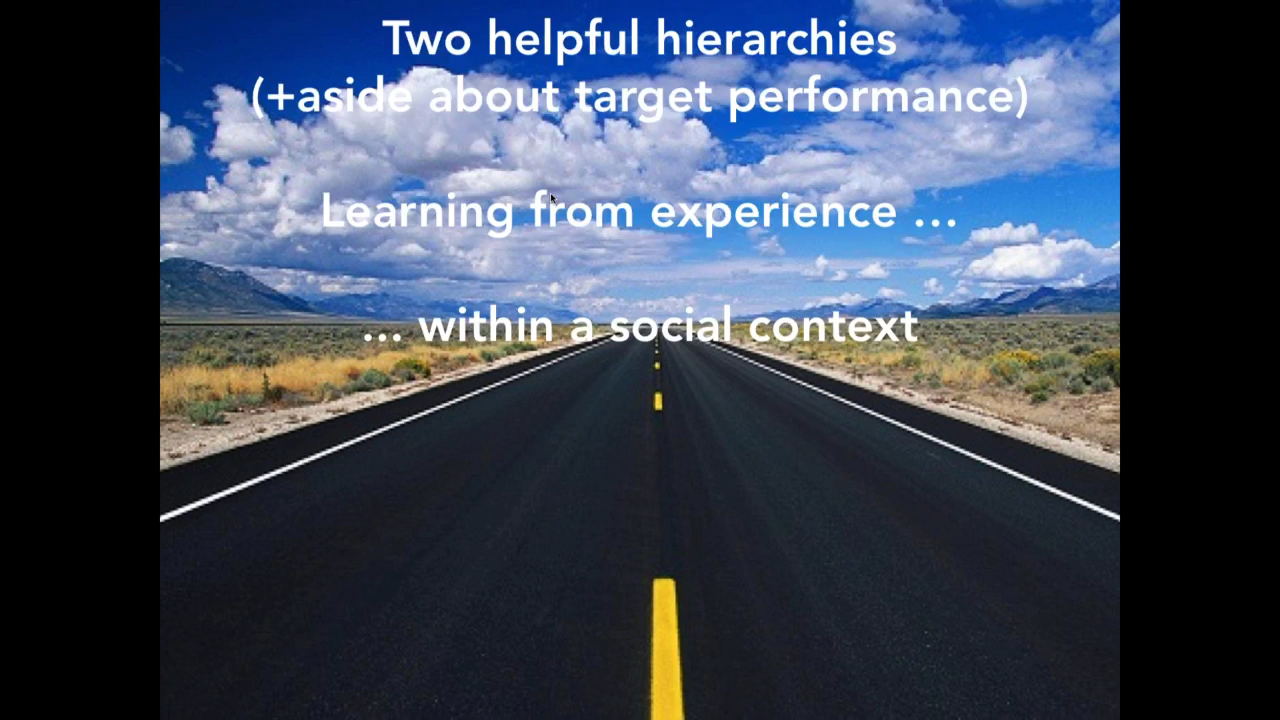 Two helpful hierarchies
(+aside about target performance)
Learning from experience …
… within a social context